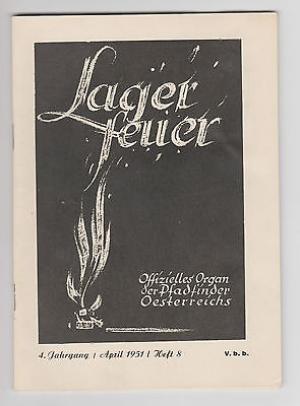 Lager
feuer
Offizielles Organ
der Pfadfinder
Oesterreichs
4. Jahrgang / April 1951 / Heft 8 V. b. b.